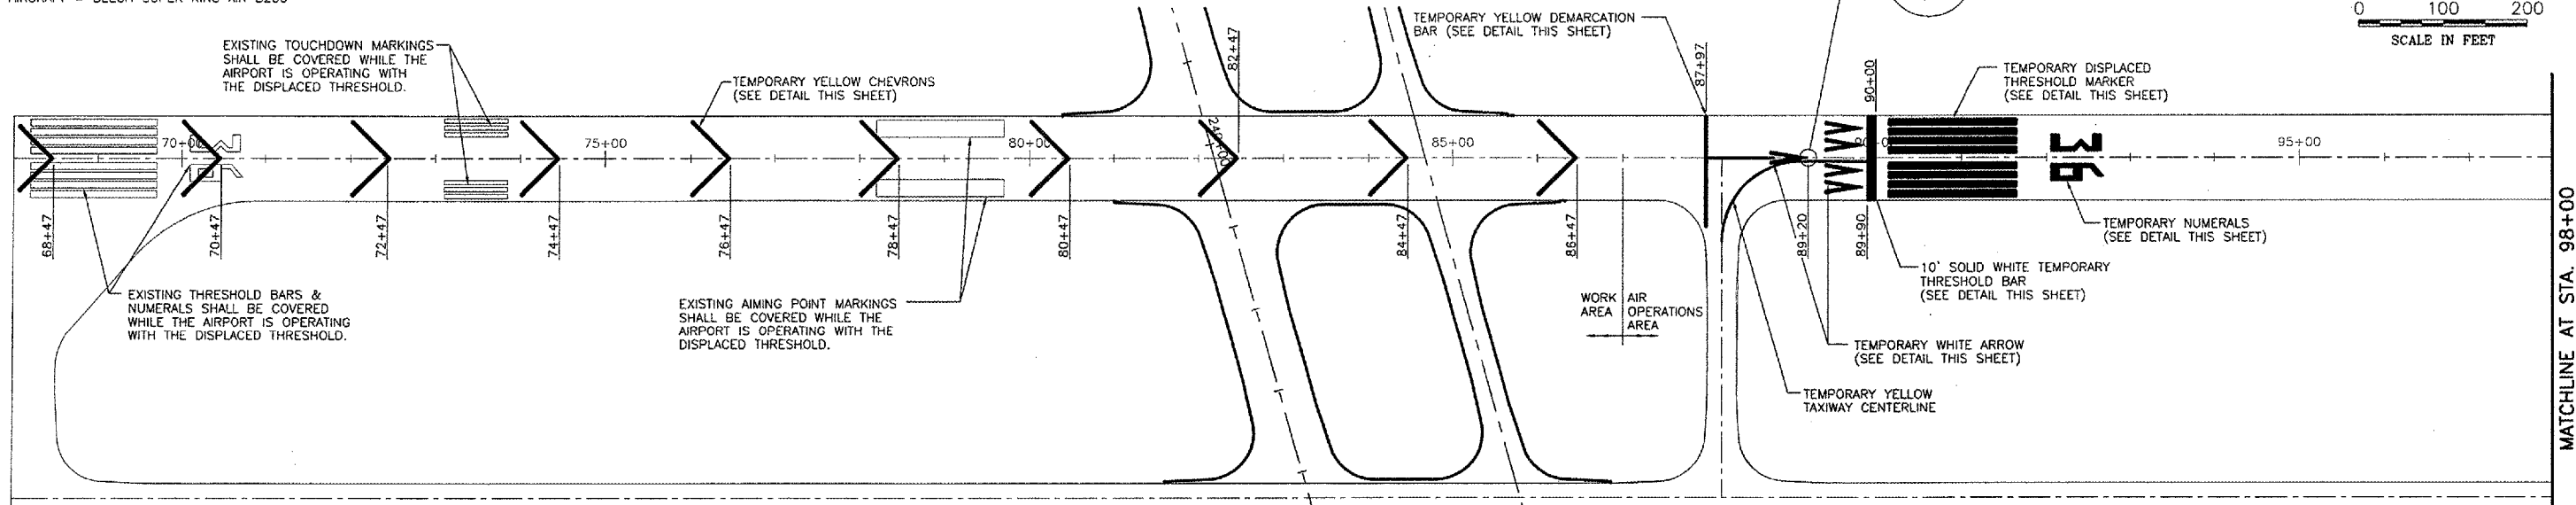 AIRCRAFT = BEECH SUPER KING AIR B200
0 100 200
SCALE IN FEET
EXISTING TOUCHDOWN MARKINGS
SHALL BE COVERED WHILE THE
AIRPORT IS OPERATING WITH
THE DISPLACED THRESHOLD.
TEMPORARY YELLOW CHEVRONS
(SEE DETAIL THIS SHEET)
TEMPORARY YELLOW DEMARCATION
BAR (SEE DETAIL THIS SHEET)
TEMPORARY DISPLACED
THRESHOLD MARKER
(SEE DETAIL THIS SHEET)
82+47
87+97
90+00
70+00
75+00
80+00
85+00
95+00
68+47
70+47
72+47
74+47
76+47
78+47
80+47
84+47
86+47
89+20
89+90
EXISTING THRESHOLD BARS &
NUMERALS SHALL BE COVERED
WHILE THE AIRPORT IS OPERATING
WITH THE DISPLACED THRESHOLD.
EXISTING AIMING POINT MARKINGS
SHALL BE COVERED WHILE THE
AIRPORT IS OPERATING WITH THE
DISPLACED THRESHOLD.
WORK AREA
AIR OPERATIONS AREA
TEMPORARY NUMERALS
(SEE DETAIL THIS SHEET)
10' SOLID WHITE TEMPORARY
THRESHOLD BAR
(SEE DETAIL THIS SHEET)
TEMPORARY WHITE ARROW
(SEE DETAIL THIS SHEET)
TEMPORARY YELLOW
TAXIWAY CENTERLINE
MATCHLINE AT STA. 98+00